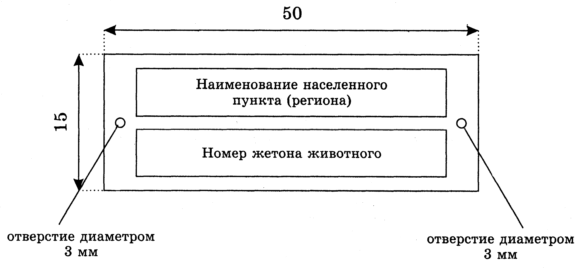 50
15
Наименование населенного
пункта (региона)
Номер жетона животного
отверстие диаметром
3 мм
отверстие диаметром
3 мм